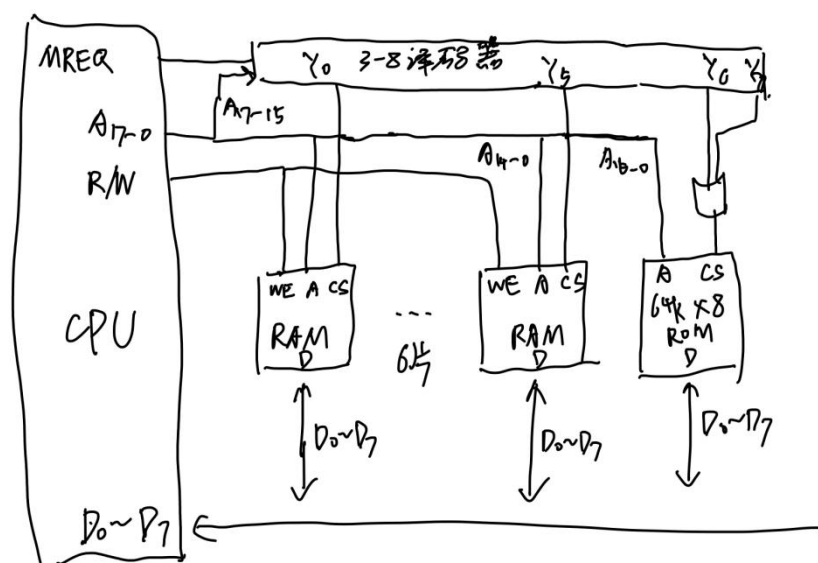 MREQ
Y0 3-8译码器 Y5 Y6 Y7
A17-15
A17-0
A14-0
A15-0
R/W
WE A CS
WE A CS
A CS
CPU
RAM
D
...
6片
RAM
D
64K×8
ROM
D
D0~D7
D0~D7
D0~D7
D0~D7